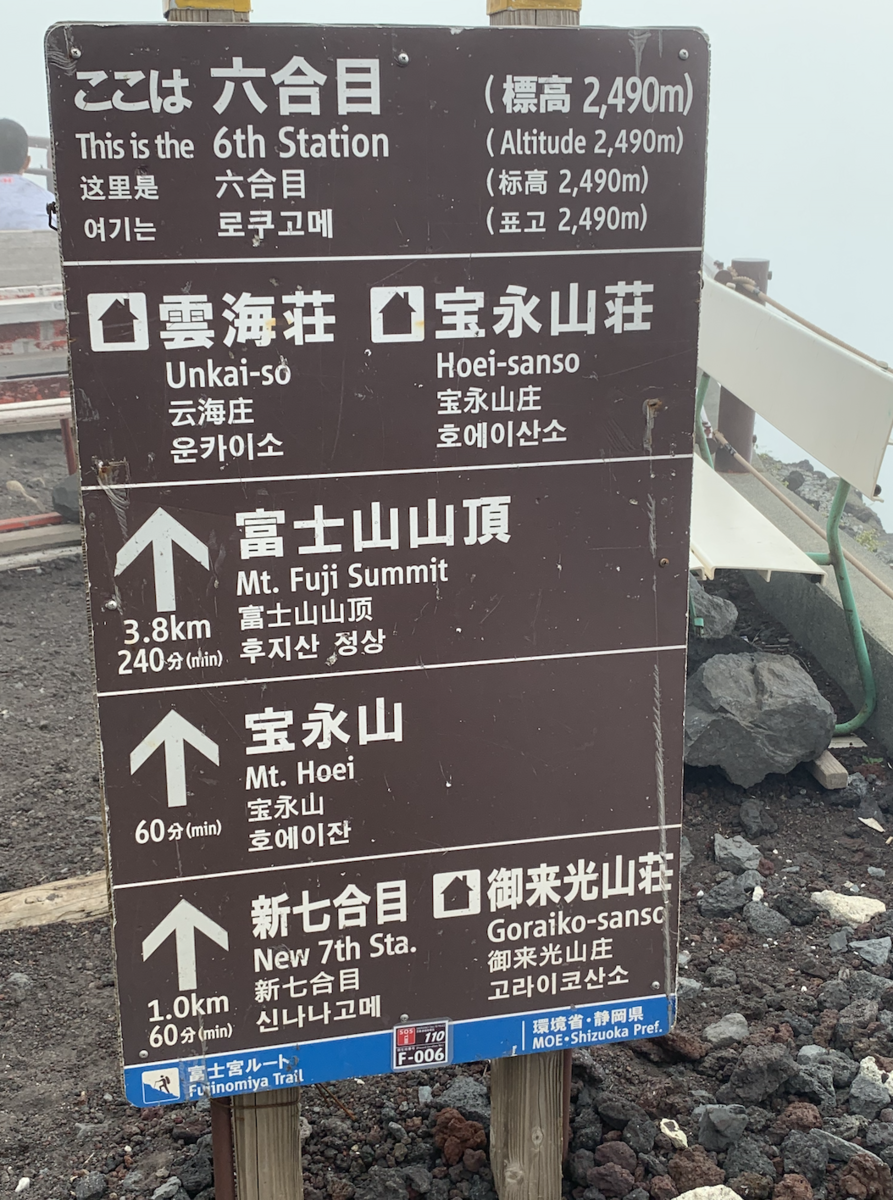 ここは 六合目 (標高 2,490m)
This is the 6th Station (Altitude 2,490m)
这里是 六合目 (标高 2,490m)
여기는 로쿠고메 (표고 2,490m)
雲海荘 宝永山荘
Unkai-so Hoei-sanso
云海庄 宝永山庄
운카이소 호에이산소
富士山山頂
Mt. Fuji Summit
富士山山顶
후지산 정상
3.8km
240分(min)
宝永山
Mt. Hoei
宝永山
호에이잔
60分(min)
新七合目 御来光山荘
New 7th Sta. Goraiko-sanso
新七合目 御来光山庄
신나나고메 고라이코산소
1.0km
60分(min)
富士宮ルート
Fujinomiya Trail
SOS 110
F-006
環境省・静岡県
MOE・Shizuoka Pref.